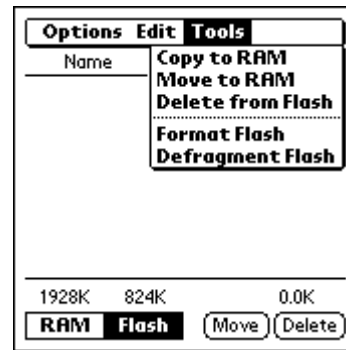 Options Edit Tools
Name
Copy to RAM
Move to RAM
Delete from Flash
Format Flash
Defragment Flash
1928K 824K 0.0K
RAM Flash Move Delete